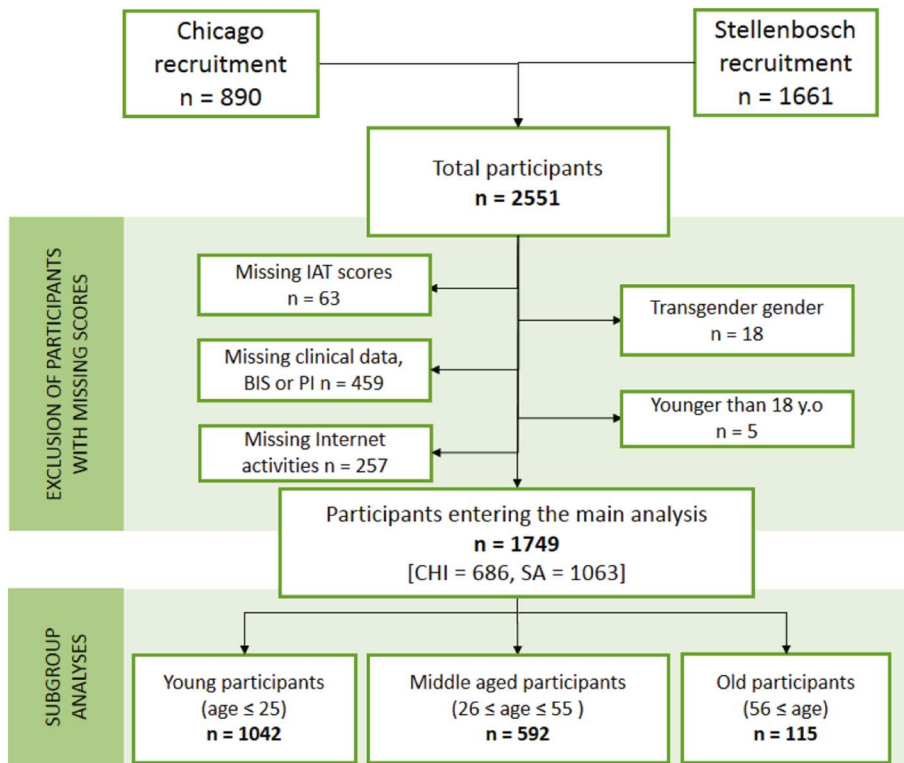 Chicago
recruitment
n = 890
Stellenbosch
recruitment
n = 1661
Total participants
n = 2551
EXCLUSION OF PARTICIPANTS
WITH MISSING SCORES
Missing IAT scores
n = 63
Transgender gender
n = 18
Missing clinical data,
BIS or PI n = 459
Younger than 18 y.o
n = 5
Missing Internet
activities n = 257
Participants entering the main analysis
n = 1749
[CHI = 686, SA = 1063]
SUBGROUP
ANALYSES
Young participants
(age ≤ 25)
n = 1042
Middle aged participants
(26 ≤ age ≤ 55 )
n = 592
Old participants
(56 ≤ age)
n = 115